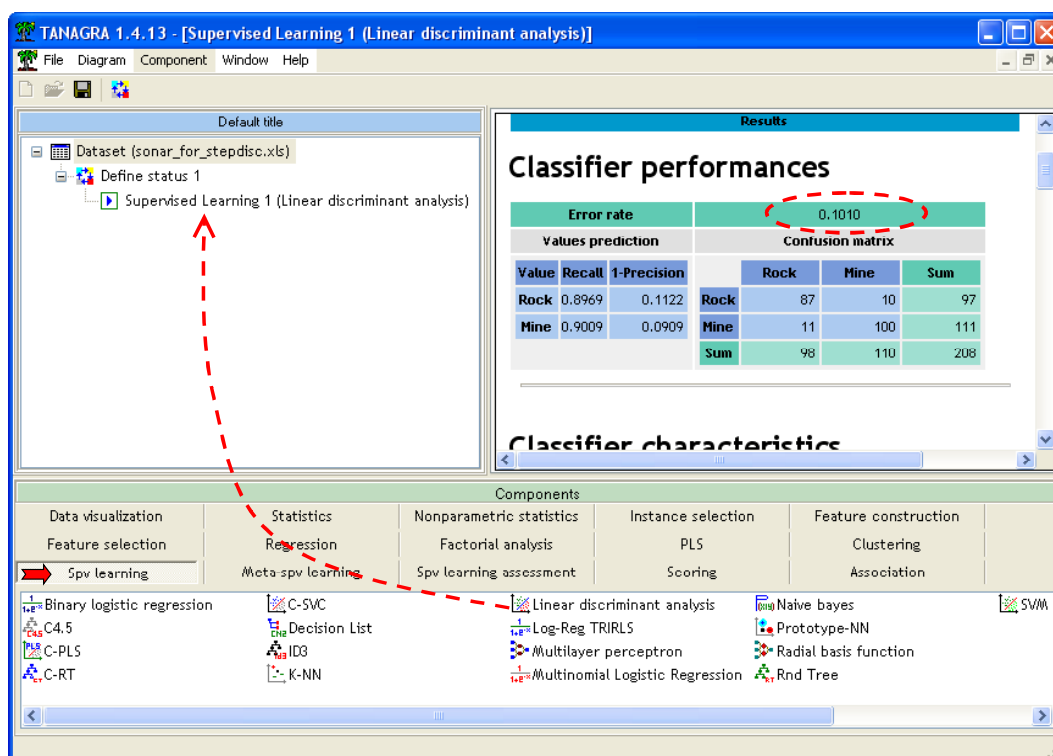 TANAGRA 1.4.13 - [Supervised Learning 1 (Linear discriminant analysis)]
File Diagram Component Window Help
Default title
Dataset (sonar_for_stepdisc.xls)
Define status 1
Supervised Learning 1 (Linear discriminant analysis)
Results
Classifier performances
Error rate 0.1010
Values prediction Confusion matrix
Value Recall 1-Precision Rock Mine Sum
Rock 0.8969 0.1122 Rock 87 10 97
Mine 0.9009 0.0909 Mine 11 100 111
Sum 98 110 208
Classifier characteristics
Components
Data visualization Statistics Nonparametric statistics Instance selection Feature construction
Feature selection Regression Factorial analysis PLS Clustering
Spv learning Meta-spv learning Spv learning assessment Scoring Association
Binary logistic regression C-SVC Linear discriminant analysis Naive bayes SVM
C4.5 Decision List Log-Reg TRIRLS Prototype-NN
C-PLS ID3 Multilayer perceptron Radial basis function
C-RT K-NN Multinomial Logistic Regression Rnd Tree